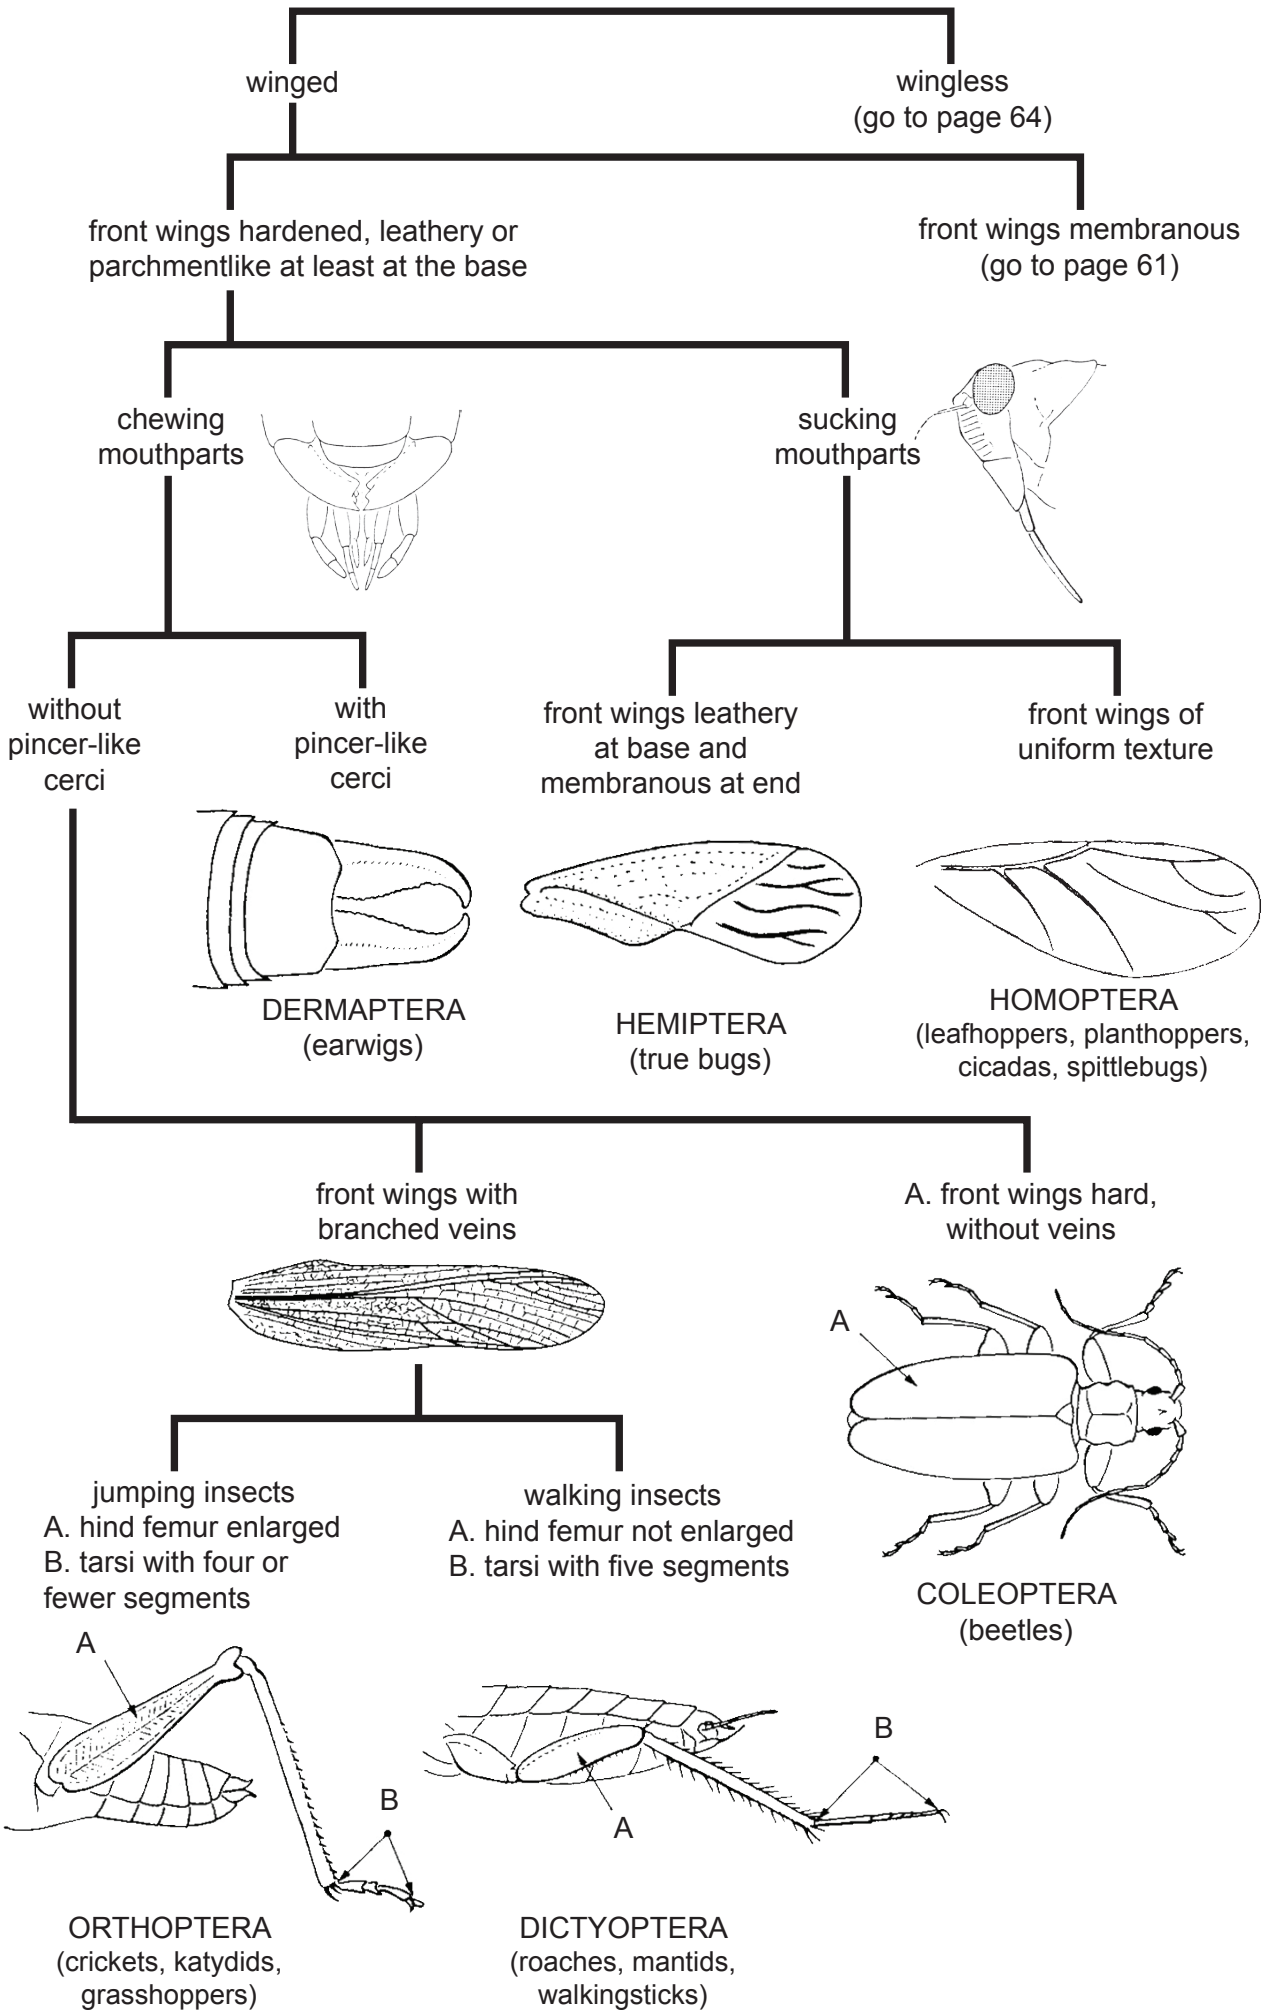 winged
wingless
(go to page 64)
front wings hardened, leathery or
parchmentlike at least at the base
front wings membranous
(go to page 61)
chewing
mouthparts
sucking
mouthparts
without
pincer-like
cerci
with
pincer-like
cerci
front wings leathery
at base and
membranous at end
front wings of
uniform texture
DERMAPTERA
(earwigs)
HEMIPTERA
(true bugs)
HOMOPTERA
(leafhoppers, planthoppers,
cicadas, spittlebugs)
front wings with
branched veins
A. front wings hard,
without veins
A
jumping insects
A. hind femur enlarged
B. tarsi with four or
fewer segments
walking insects
A. hind femur not enlarged
B. tarsi with five segments
COLEOPTERA
(beetles)
A
B
A
B
ORTHOPTERA
(crickets, katydids,
grasshoppers)
DICTYOPTERA
(roaches, mantids,
walkingsticks)